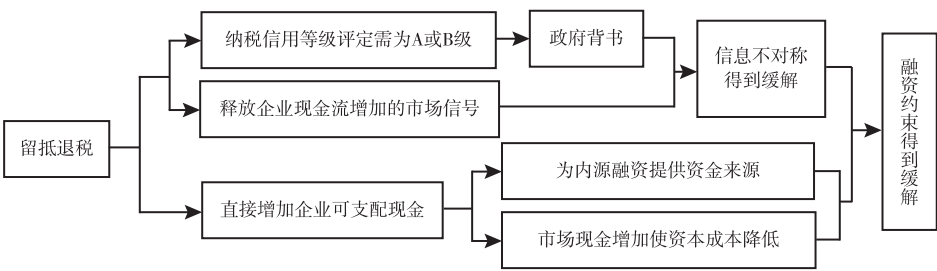 纳税信用等级评定需为A或B级
政府背书
信息不对称
得到缓解
释放企业现金流增加的市场信号
融资约束得到缓解
留抵退税
为内源融资提供资金来源
直接增加企业可支配现金
市场现金增加使资本成本降低